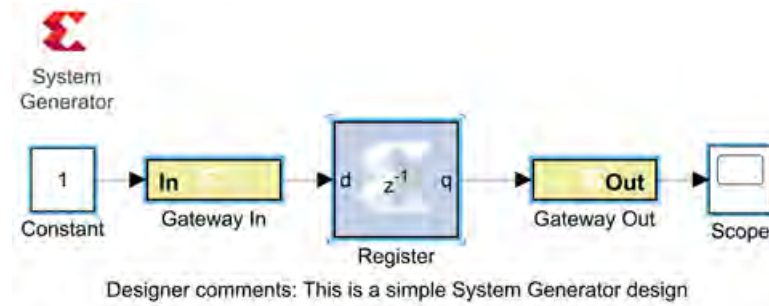 System
Generator
1
Constant
In
Gateway In
d
z-1
q
Register
Out
Gateway Out
Scope
Designer comments: This is a simple System Generator design